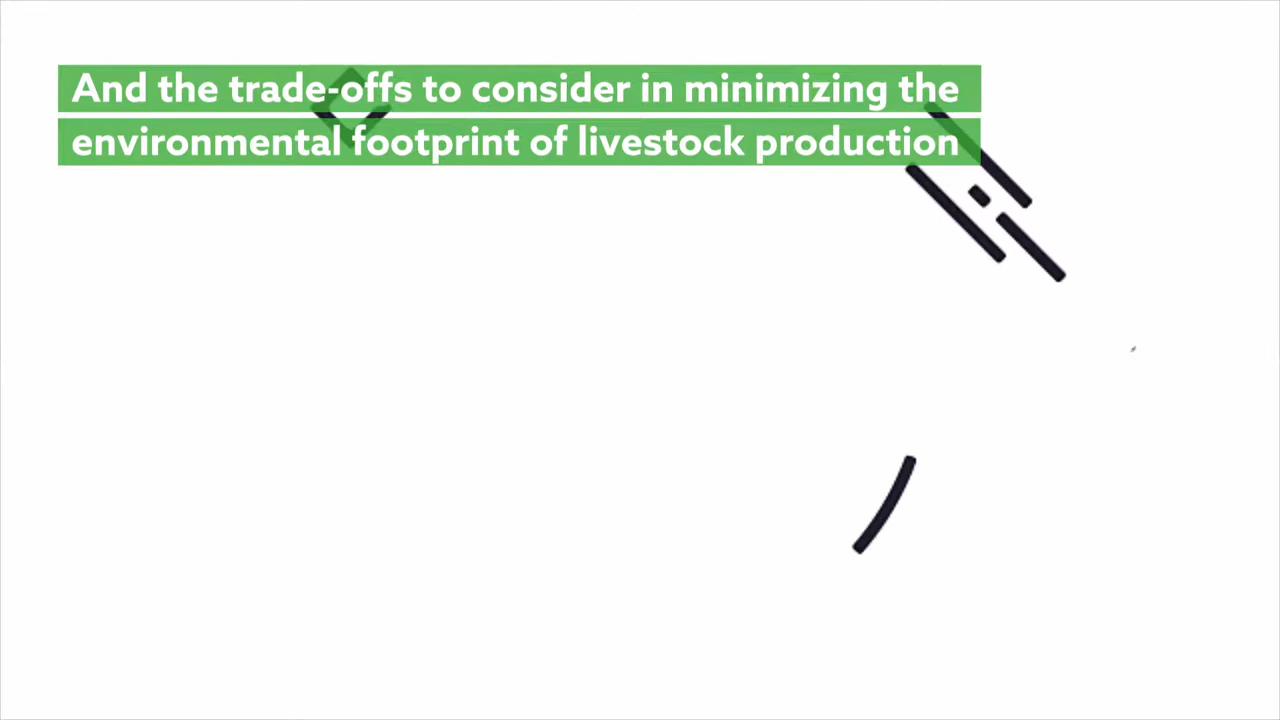 And the trade-offs to consider in minimizing the
environmental footprint of livestock production